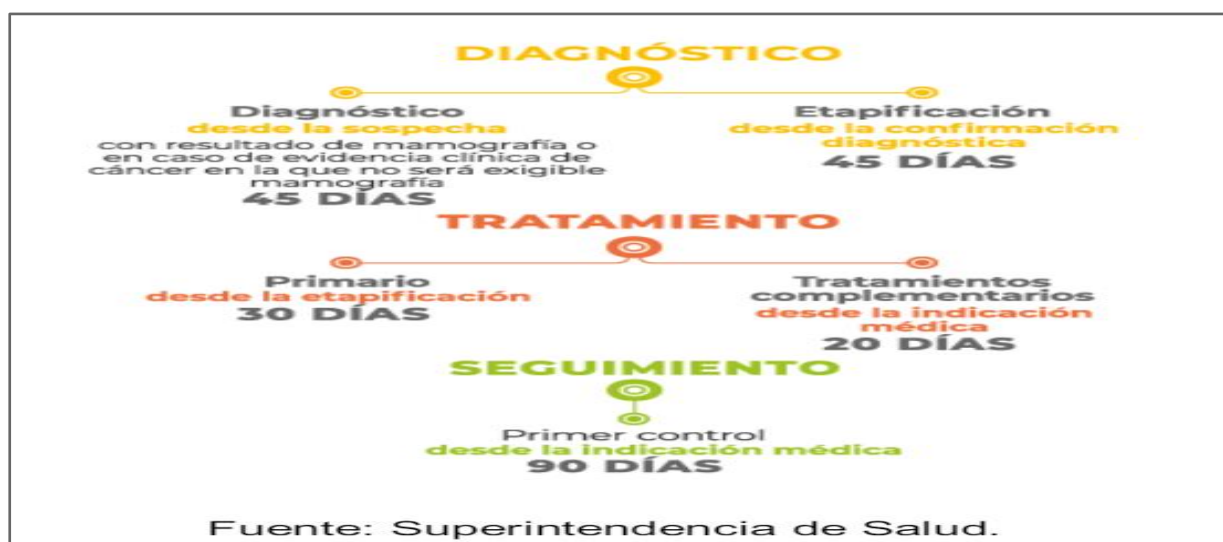 DIAGNÓSTICO
Diagnóstico
desde la sospecha
con resultado de mamografía o
en caso de evidencia clínica de
cáncer en la que no será exigible
mamografía
45 DÍAS
Etapificación
desde la confirmación
diagnóstica
45 DÍAS
TRATAMIENTO
Primario
desde la etapificación
30 DÍAS
Tratamientos
complementarios
desde la indicación
médica
20 DÍAS
SEGUIMIENTO
Primer control
desde la indicación médica
90 DÍAS
Fuente: Superintendencia de Salud.